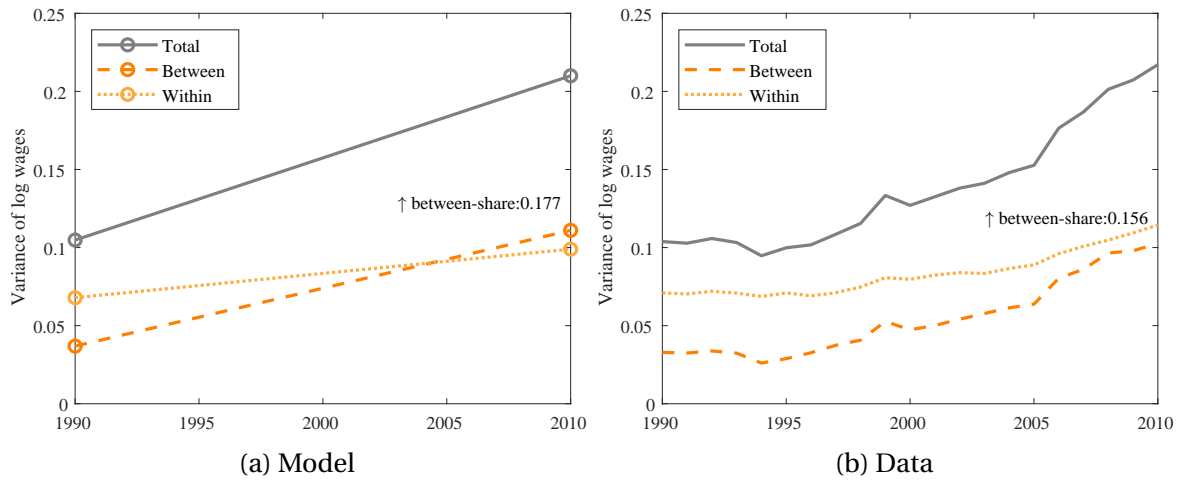 0.25
0.2
0.15
0.1
0.05
0
Variance of log wages
Total
Between
Within
↑ between-share:0.177
1990
1995
2000
2005
2010
(a) Model
0.25
0.2
0.15
0.1
0.05
0
Variance of log wages
Total
Between
Within
↑ between-share:0.156
1990
1995
2000
2005
2010
(b) Data